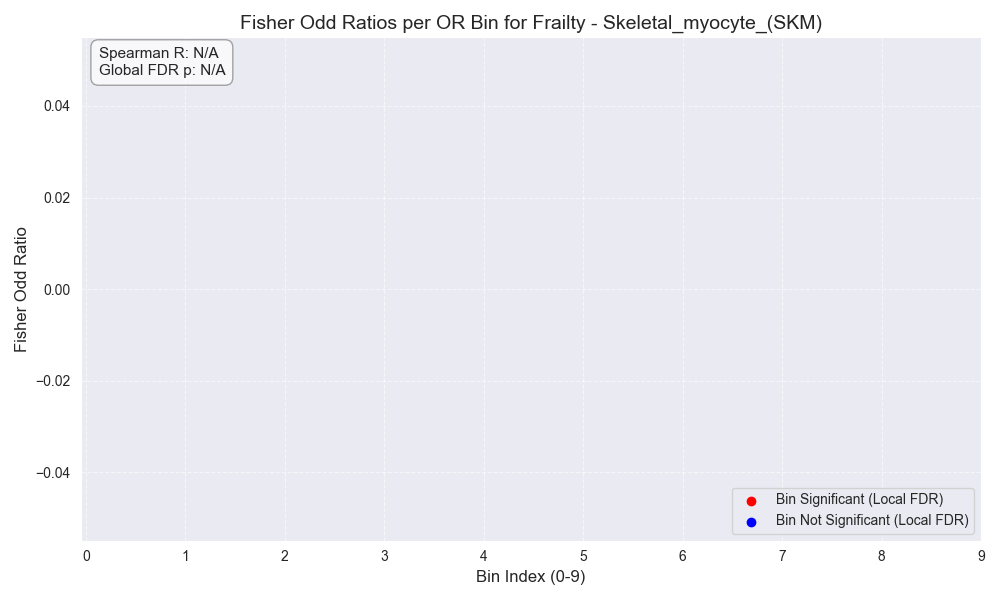 Fisher Odd Ratios per OR Bin for Frailty - Skeletal_myocyte_(SKM)
Spearman R: N/A
Global FDR p: N/A
0.04
0.02
0.00
−0.02
−0.04
Fisher Odd Ratio
Bin Significant (Local FDR)
Bin Not Significant (Local FDR)
0 1 2 3 4 5 6 7 8 9
Bin Index (0-9)